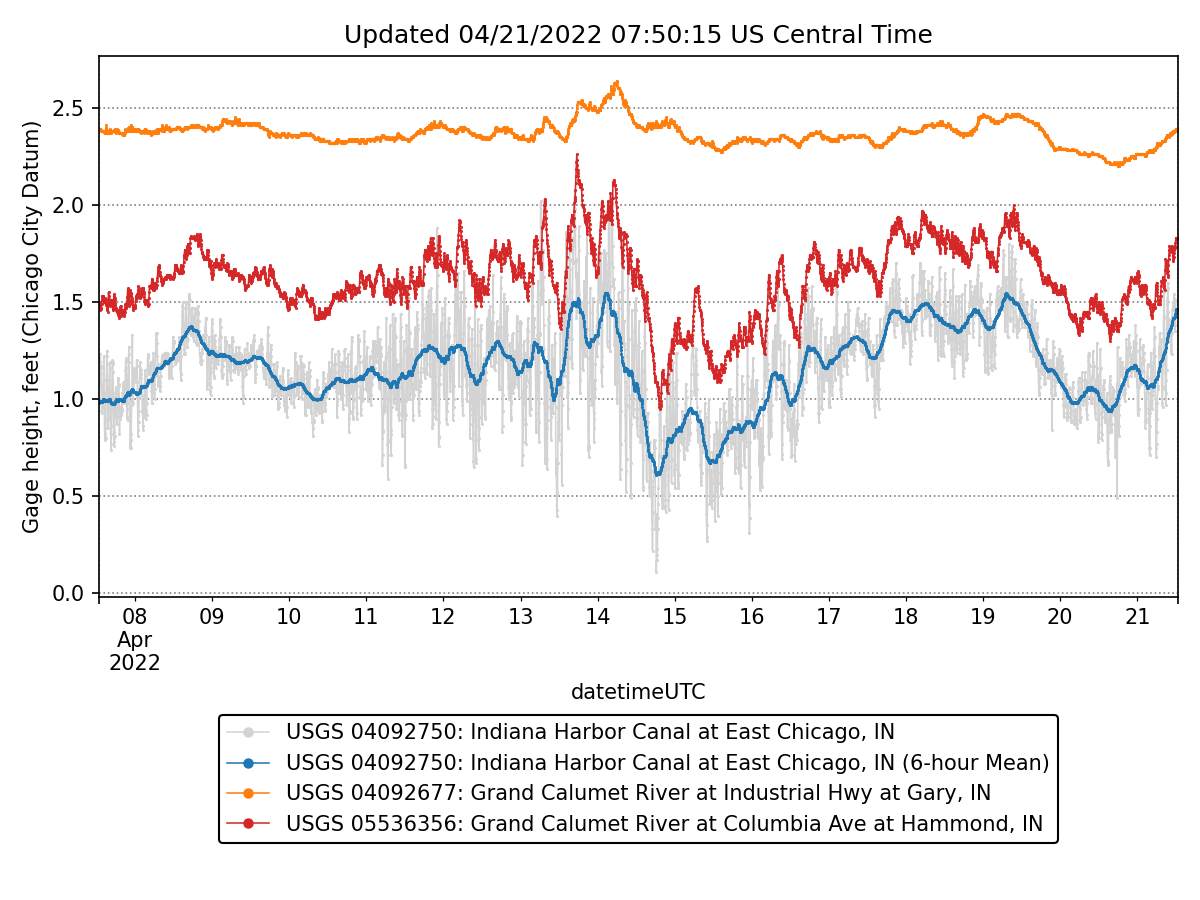 Updated 04/21/2022 07:50:15 US Central Time
Gage height, feet (Chicago City Datum)
2.5
2.0
1.5
1.0
0.5
0.0
08 09 10 11 12 13 14 15 16 17 18 19 20 21
Apr
2022
datetimeUTC
USGS 04092750: Indiana Harbor Canal at East Chicago, IN
USGS 04092750: Indiana Harbor Canal at East Chicago, IN (6-hour Mean)
USGS 04092677: Grand Calumet River at Industrial Hwy at Gary, IN
USGS 05536356: Grand Calumet River at Columbia Ave at Hammond, IN